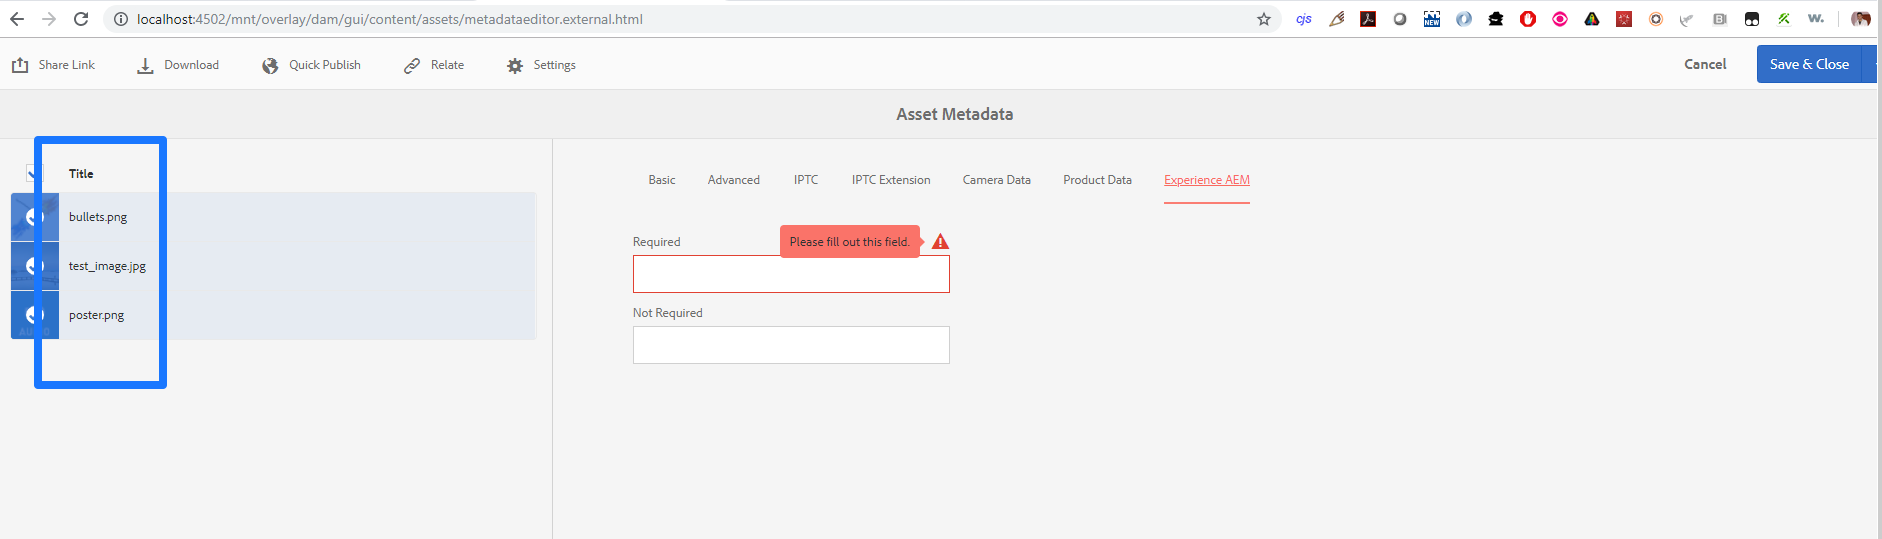 localhost:4502/mnt/overlay/dam/gui/content/assets/metadataeditor.external.html
cjs
NEW
w.
Share Link Download Quick Publish Relate Settings Cancel Save & Close
Asset Metadata
Title
bullets.png
test_image.jpg
poster.png
Basic Advanced IPTC IPTC Extension Camera Data Product Data Experience AEM
Required
Please fill out this field.
Not Required